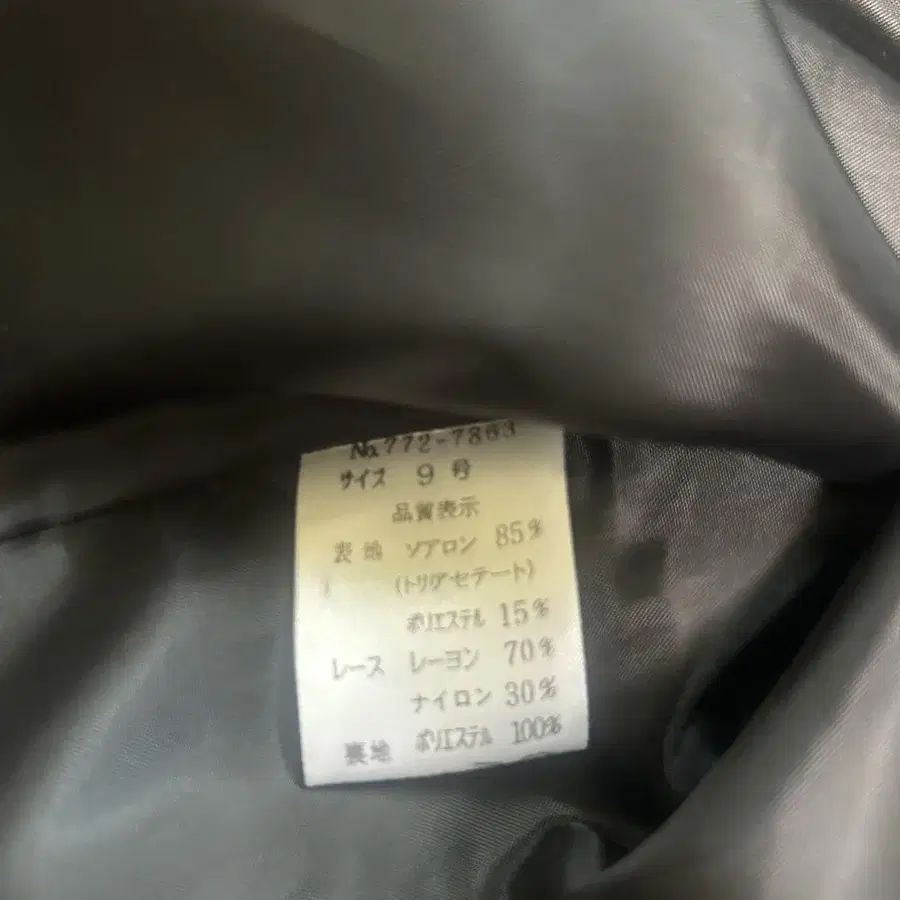 No.772-7863
サイズ 9号
品質表示
表地 ソアロン 85%
(トリアセテート)
ポリエステル 15%
レース レーヨン 70%
ナイロン 30%
裏地 ポリエステル 100%